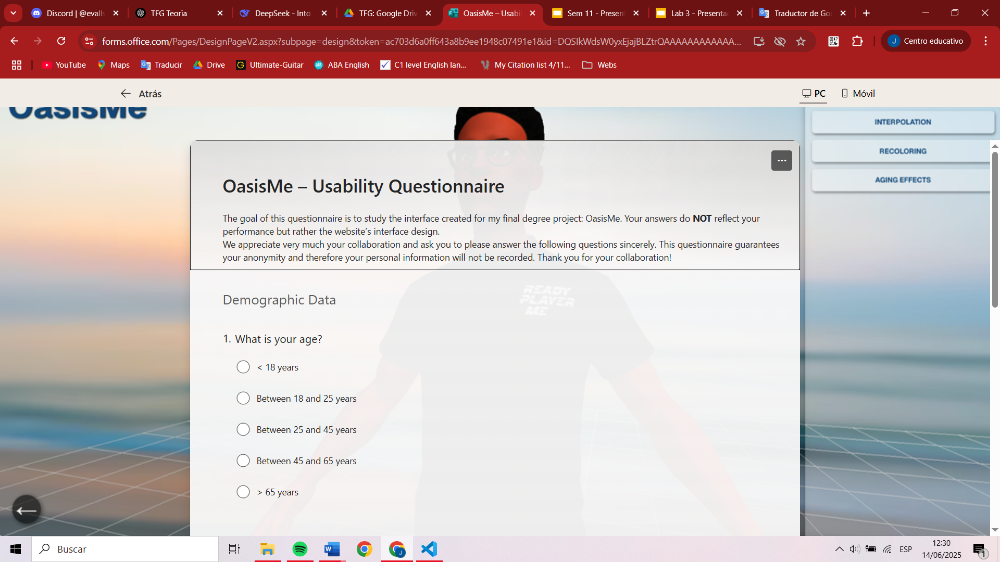 Discord | @evalls
TFG Teoria
DeepSeek - Into
TFG: Google Driv
OasisMe – Usabil
Sem 11 - Present
Lab 3 - Presentac
Traductor de Go
forms.office.com/Pages/DesignPageV2.aspx?subpage=design&token=ac703d6a0ff643a8b9ee1948c07491e1&id=DQSIkWdsW0yxEjajBLZtrQAAAAAAAAAAAA...
J Centro educativo
YouTube
Maps
Traducir
Drive
Ultimate-Guitar
ABA English
C1 level English lan...
My Citation list 4/11...
Webs
Atrás
PC
Móvil
OasisMe
INTERPOLATION
RECOLORING
AGING EFFECTS
OasisMe – Usability Questionnaire
The goal of this questionnaire is to study the interface created for my final degree project: OasisMe. Your answers do NOT reflect your
performance but rather the website’s interface design.
We appreciate very much your collaboration and ask you to please answer the following questions sincerely. This questionnaire guarantees
your anonymity and therefore your personal information will not be recorded. Thank you for your collaboration!
READY
PLAYER
ME
Demographic Data
1. What is your age?
< 18 years
Between 18 and 25 years
Between 25 and 45 years
Between 45 and 65 years
> 65 years
Buscar
ESP
12:30
14/06/2025
1